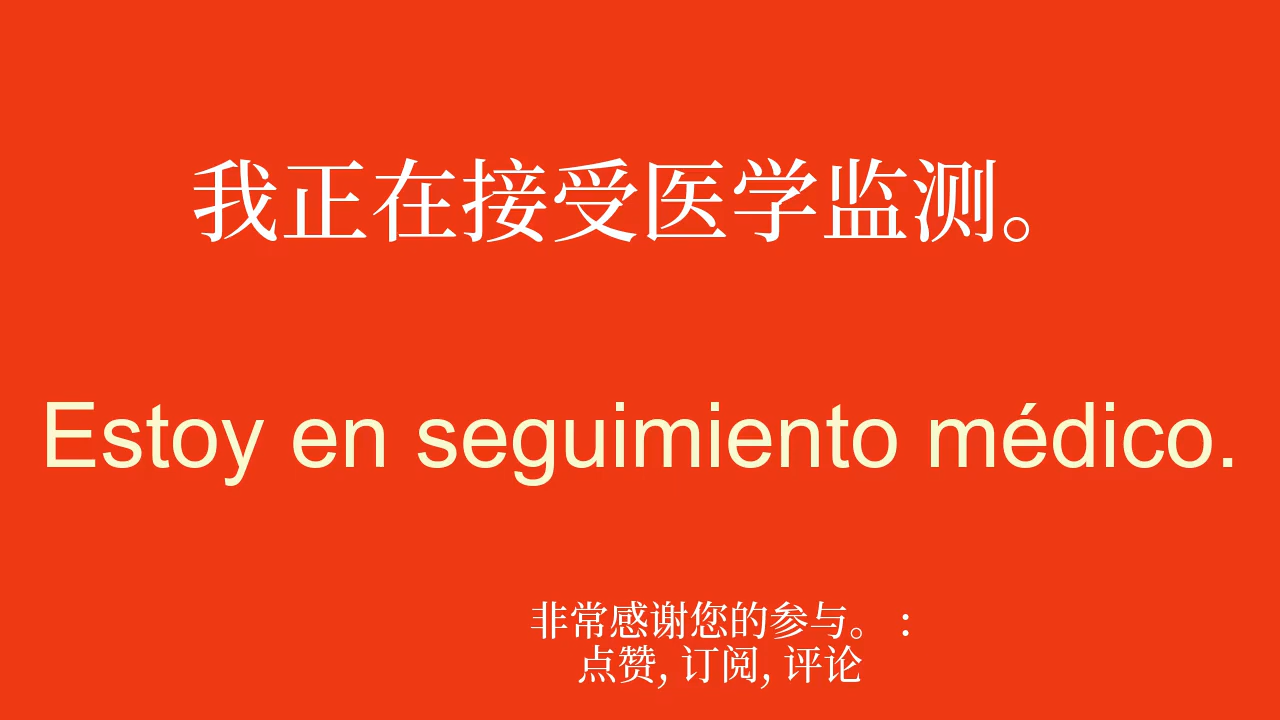 我正在接受医学监测。
Estoy en seguimiento médico.
非常感谢您的参与。 :
点赞, 订阅, 评论